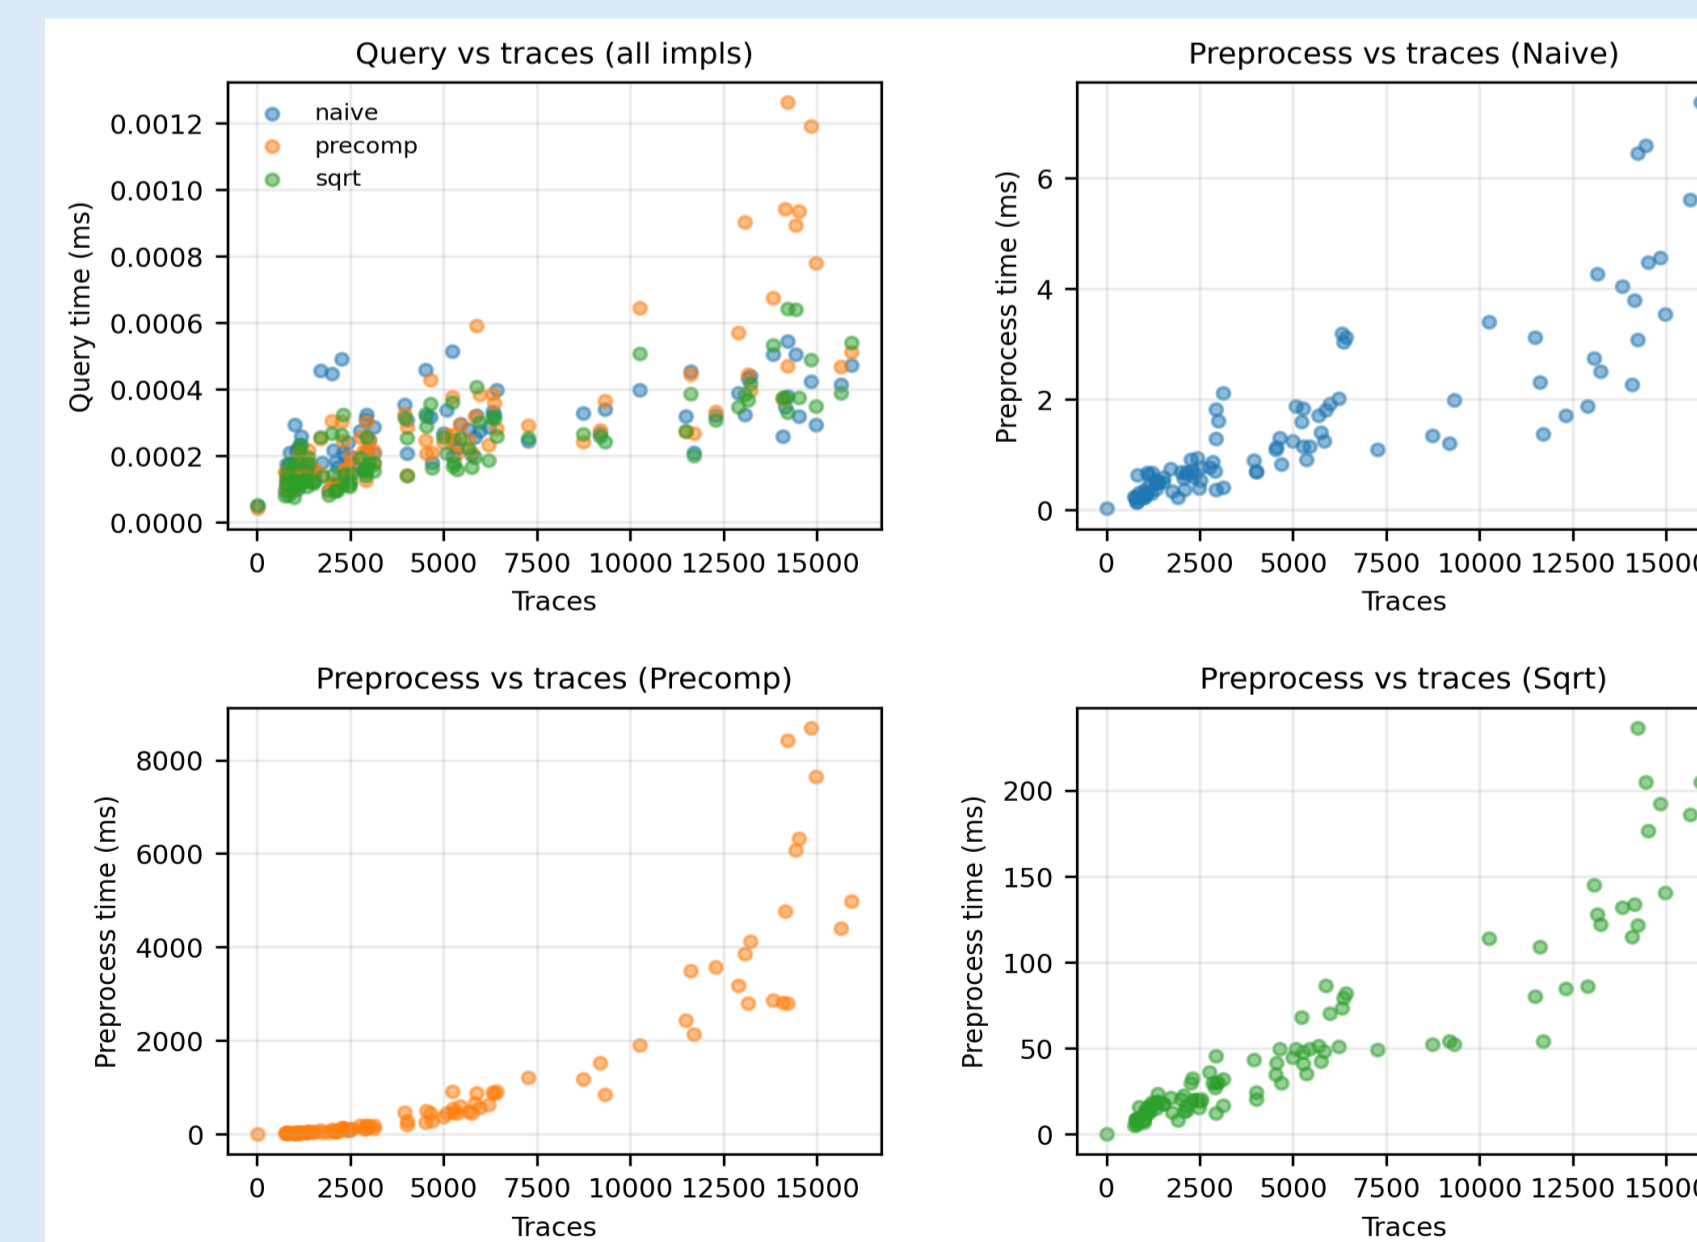 Query vs traces (all impls)
naive
precomp
sqrt
0.0012
0.0010
0.0008
0.0006
0.0004
0.0002
0.0000
Query time (ms)
0 2500 5000 7500 10000 12500 15000
Traces
Preprocess vs traces (Naive)
6
4
2
0
Preprocess time (ms)
0 2500 5000 7500 10000 12500 15000
Traces
Preprocess vs traces (Precomp)
8000
6000
4000
2000
0
Preprocess time (ms)
0 2500 5000 7500 10000 12500 15000
Traces
Preprocess vs traces (Sqrt)
200
150
100
50
0
Preprocess time (ms)
0 2500 5000 7500 10000 12500 15000
Traces